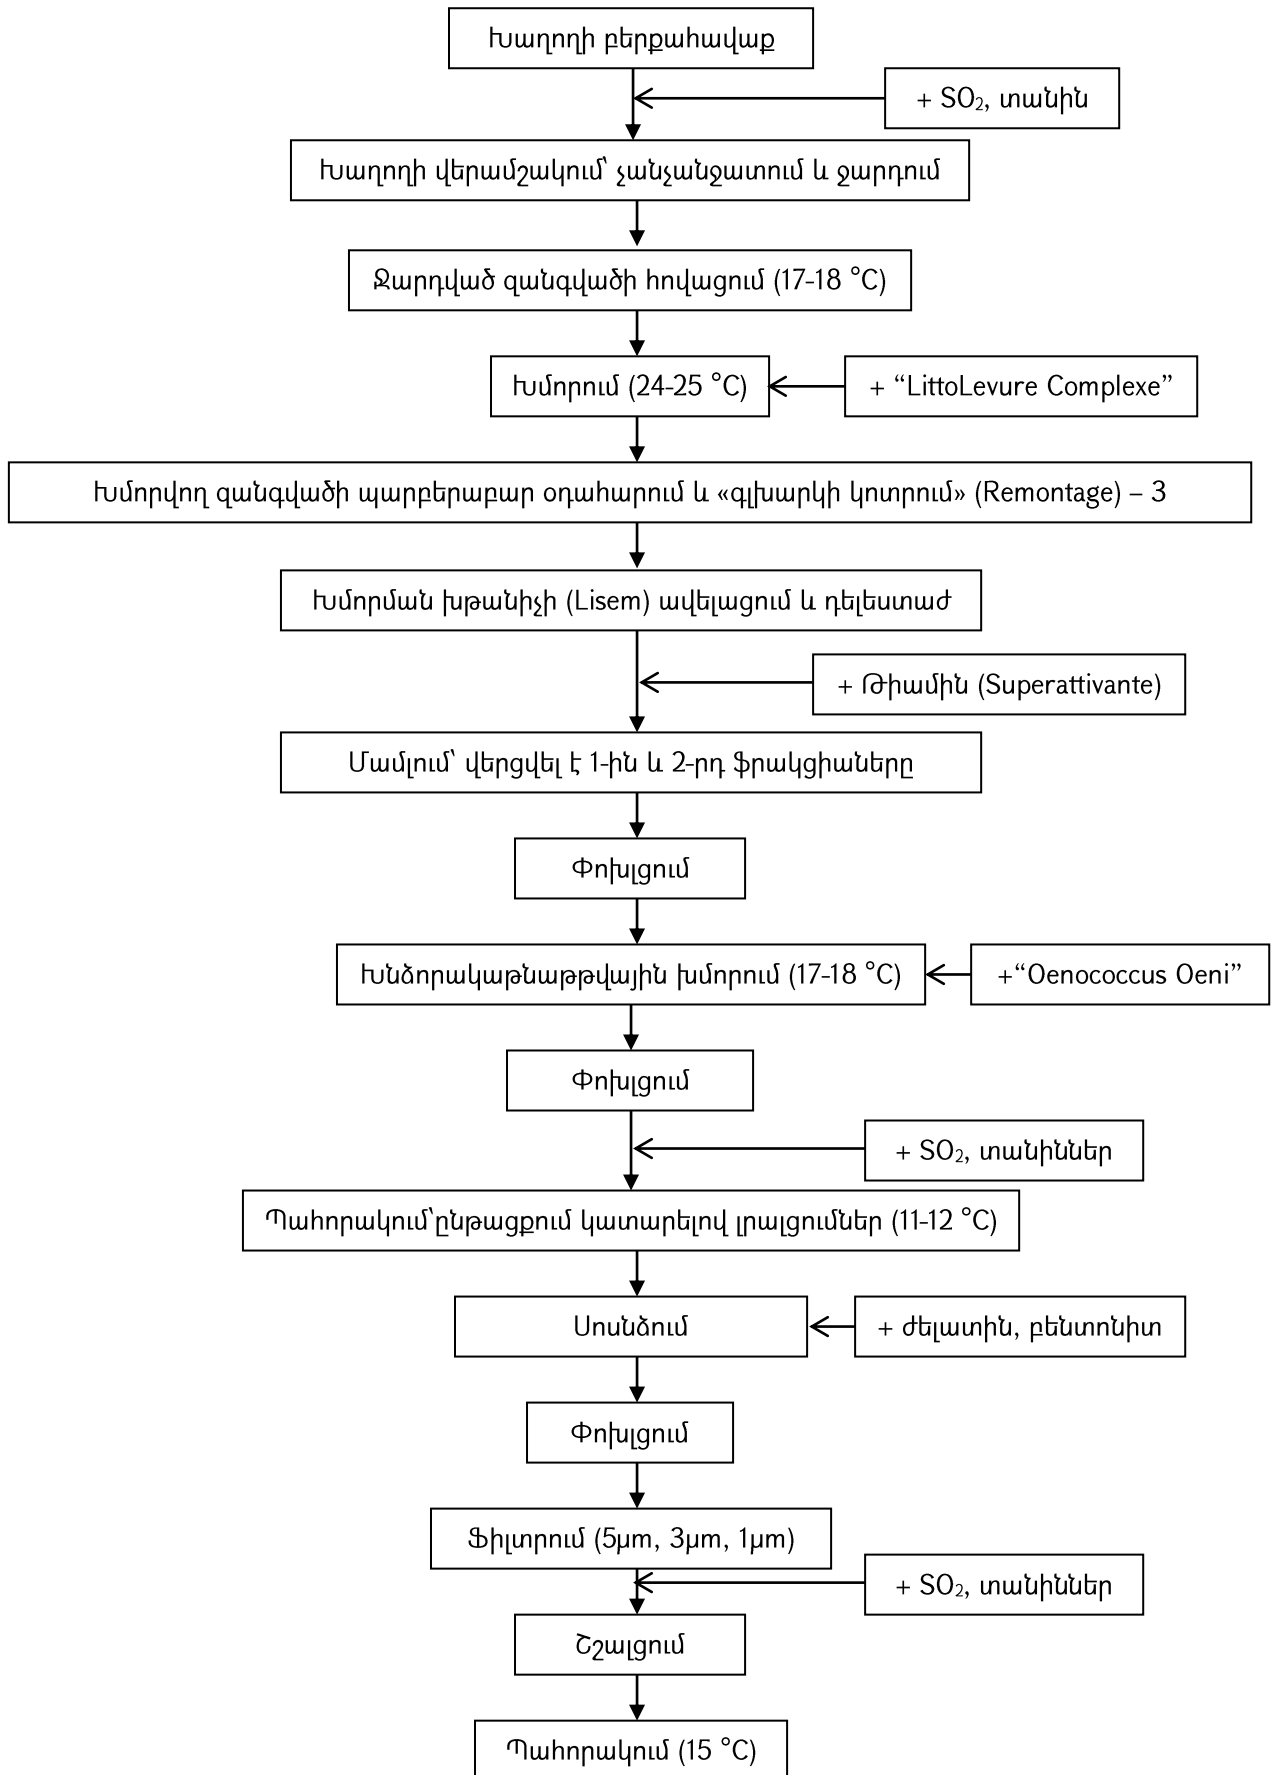 Խաղողի բերքահավաք
+ SO₂, տանին
Խաղողի վերամշակում՝ չանչանջատում և ջարդում
Ջարդված զանգվածի հովացում (17-18 °C)
Խմորում (24-25 °C)
+ “LittoLevure Complexe”
Խմորվող զանգվածի պարբերաբար օդահարում և «գլխարկի կոտրում» (Remontage) – 3
Խմորման խթանիչի (Lisem) ավելացում և դելեստաժ
+ Թիամին (Superattivante)
Մամլում՝ վերցվել է 1-ին և 2-րդ ֆրակցիաները
Փոխլցում
Խնձորակաթնաթթվային խմորում (17-18 °C)
+“Oenococcus Oeni”
Փոխլցում
+ SO₂, տանիններ
Պահորակում՝ընթացքում կատարելով լրալցումներ (11-12 °C)
Սոսնձում
+ ժելատին, բենտոնիտ
Փոխլցում
Ֆիլտրում (5μm, 3μm, 1μm)
+ SO₂, տանիններ
Շշալցում
Պահորակում (15 °C)